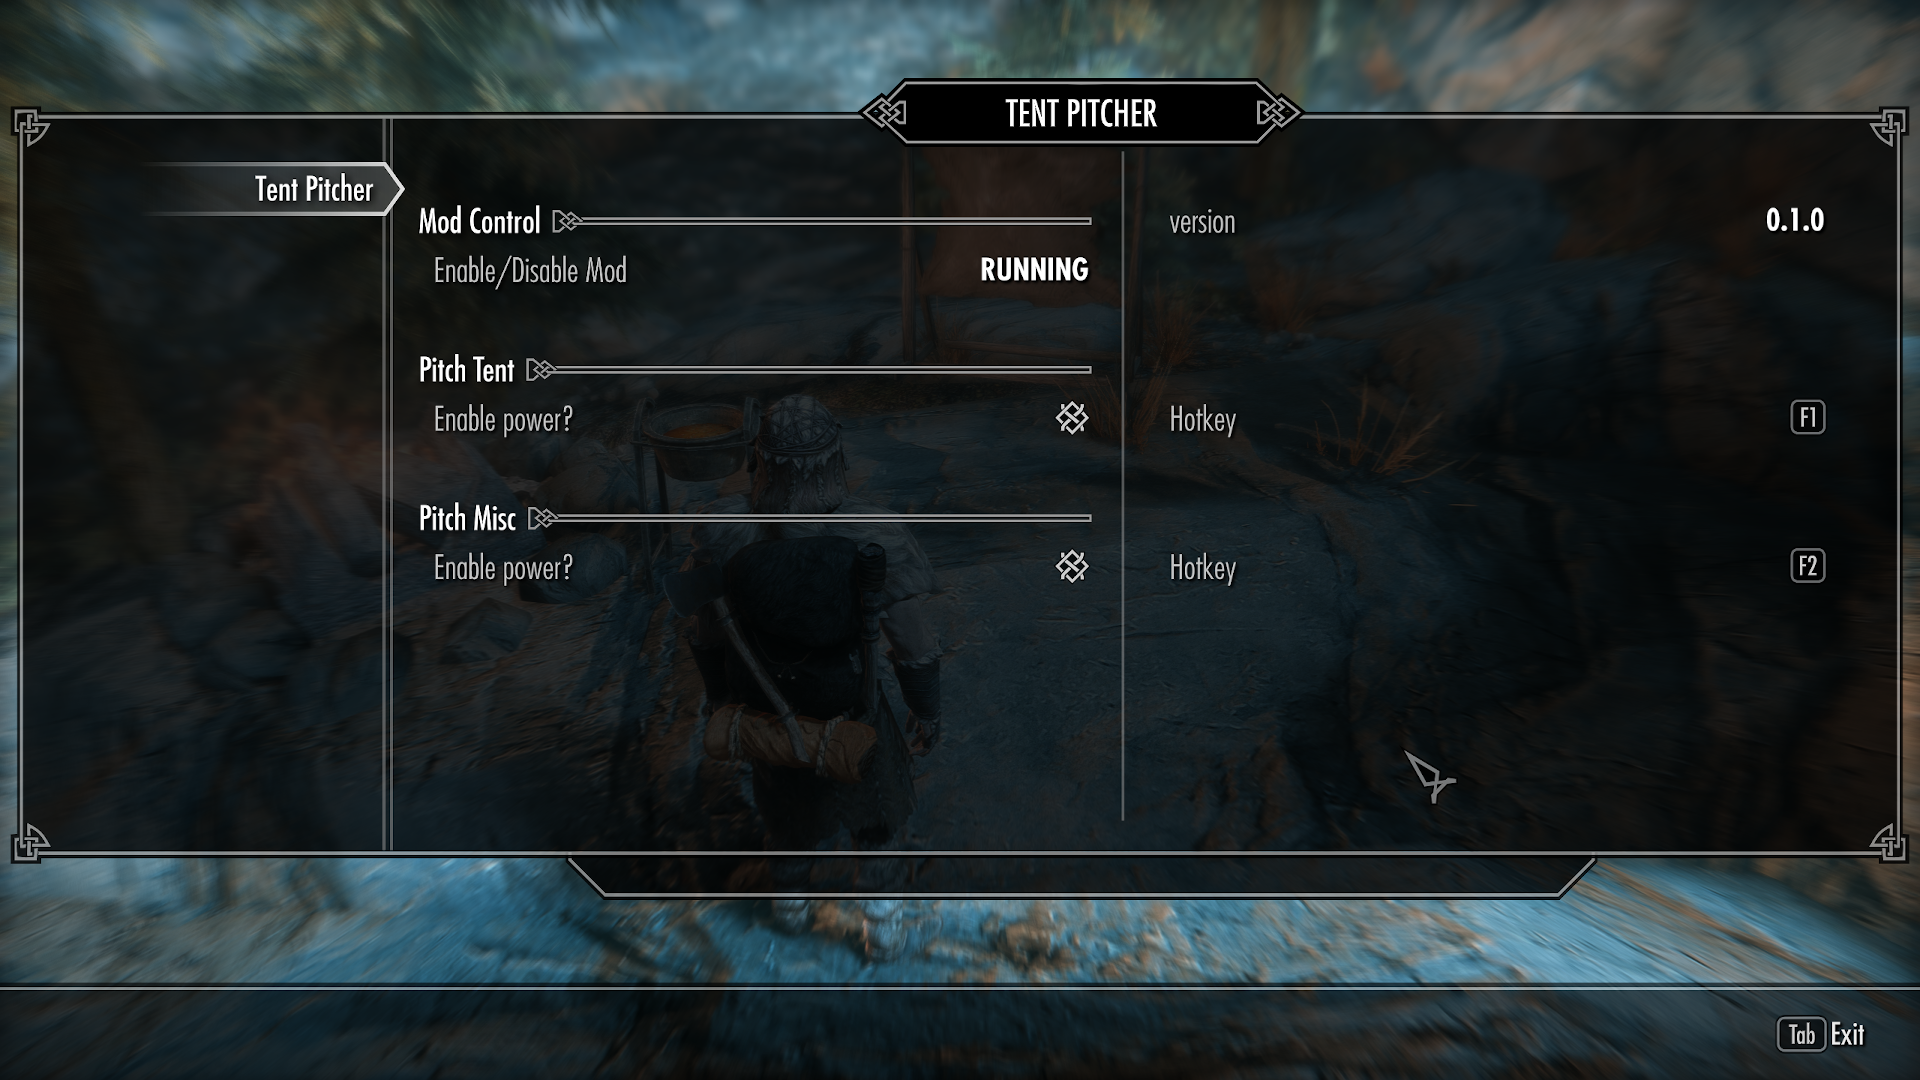 TENT PITCHER
Tent Pitcher
Mod Control
version 0.1.0
Enable/Disable Mod RUNNING
Pitch Tent
Enable power?
Hotkey F1
Pitch Misc
Enable power?
Hotkey F2
Tab Exit